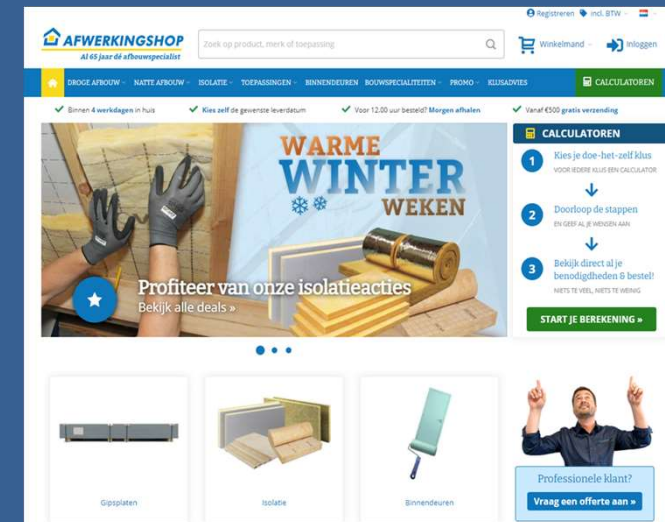 Registreren incl. BTW
AFWERKINGSHOP
Al 65 jaar dé afbouwspecialist
Zoek op product, merk of toepassing
Winkelmand
Inloggen
DROGE AFBOUW NATTE AFBOUW ISOLATIE TOEPASSINGEN BINNENDEUREN BOUWSPECIALITEITEN PROMO KLUSADVIES
CALCULATOREN
Binnen 4 werkdagen in huis
Kies zelf de gewenste leverdatum
Voor 12.00 uur besteld? Morgen afhalen
Vanaf €500 gratis verzending
WARME
WINTER
WEKEN
Profiteer van onze isolatieacties
Bekijk alle deals »
CALCULATOREN
1 Kies je doe-het-zelf klus
VOOR IEDERE KLUS EEN CALCULATOR
2 Doorloop de stappen
EN GEEF AL JE WENSEN AAN
3 Bekijk direct al je
benodigdheden & bestel!
NIETS TE VEEL, NIETS TE WEINIG
START JE BEREKENING »
Gipsplaten
Isolatie
Binnendeuren
Professionele klant?
Vraag een offerte aan »